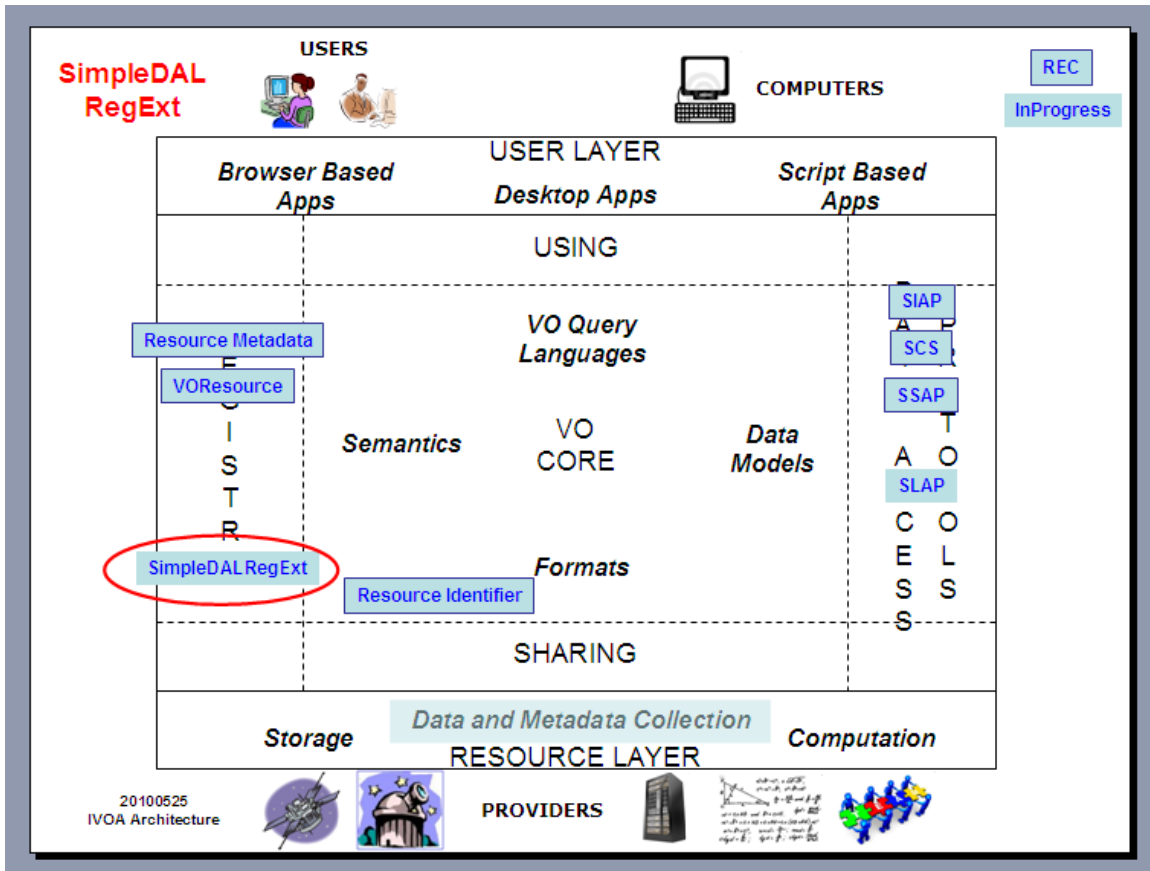 USERS
SimpleDAL
RegExt
COMPUTERS
REC
InProgress
USER LAYER
Browser Based
Apps
Desktop Apps
Script Based
Apps
USING
Resource Metadata
VOResource
I
S
T
R
SimpleDALRegExt
VO Query
Languages
Semantics
VO
CORE
Data
Models
Formats
Resource Identifier
SIAP
A P
SCS
SSAP
T
A O
SLAP
C O
E L
S S
S
SHARING
Data and Metadata Collection
Storage
Computation
RESOURCE LAYER
20100525
IVOA Architecture
PROVIDERS